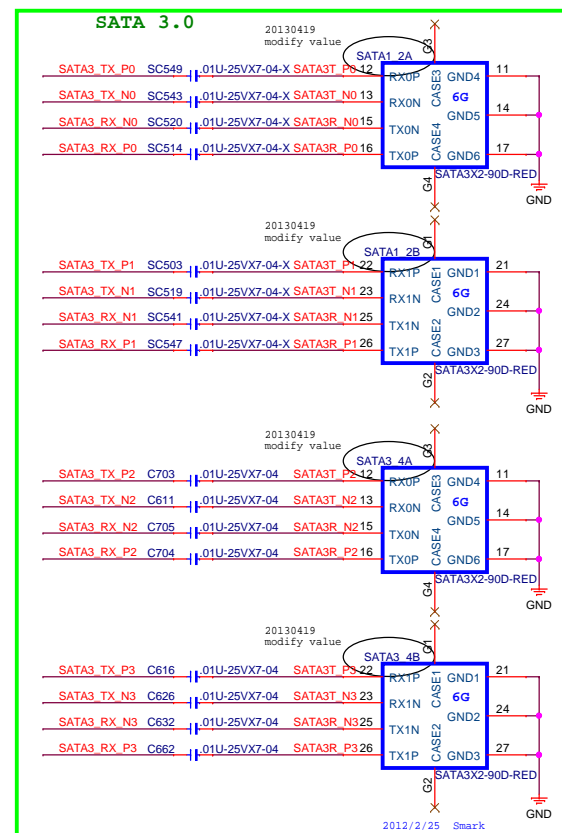 SATA 3.0
20130419
modify value
SATA1_2A
G3
SATA3_TX_P0 SC549 .01U-25VX7-04-X SATA3T_P0 12 RX0P CASE3 GND4 11
SATA3_TX_N0 SC543 .01U-25VX7-04-X SATA3T_N0 13 RX0N 6G GND5 14
SATA3_RX_N0 SC520 .01U-25VX7-04-X SATA3R_N0 15 TX0N CASE4
SATA3_RX_P0 SC514 .01U-25VX7-04-X SATA3R_P0 16 TX0P GND6 17
SATA3X2-90D-RED
G4
GND
20130419
modify value
SATA1_2B
G1
SATA3_TX_P1 SC503 .01U-25VX7-04-X SATA3T_P1 22 RX1P CASE1 GND1 21
SATA3_TX_N1 SC519 .01U-25VX7-04-X SATA3T_N1 23 RX1N 6G GND2 24
SATA3_RX_N1 SC541 .01U-25VX7-04-X SATA3R_N1 25 TX1N CASE2
SATA3_RX_P1 SC547 .01U-25VX7-04-X SATA3R_P1 26 TX1P GND3 27
SATA3X2-90D-RED
G2
GND
20130419
modify value
SATA3_4A
G3
SATA3_TX_P2 C703 .01U-25VX7-04 SATA3T_P2 12 RX0P CASE3 GND4 11
SATA3_TX_N2 C611 .01U-25VX7-04 SATA3T_N2 13 RX0N 6G GND5 14
SATA3_RX_N2 C705 .01U-25VX7-04 SATA3R_N2 15 TX0N CASE4
SATA3_RX_P2 C704 .01U-25VX7-04 SATA3R_P2 16 TX0P GND6 17
SATA3X2-90D-RED
G4
GND
20130419
modify value
SATA3_4B
G1
SATA3_TX_P3 C616 .01U-25VX7-04 SATA3T_P3 22 RX1P CASE1 GND1 21
SATA3_TX_N3 C626 .01U-25VX7-04 SATA3T_N3 23 RX1N 6G GND2 24
SATA3_RX_N3 C632 .01U-25VX7-04 SATA3R_N3 25 TX1N CASE2
SATA3_RX_P3 C662 .01U-25VX7-04 SATA3R_P3 26 TX1P GND3 27
SATA3X2-90D-RED
G2
GND
2012/2/25 Smark